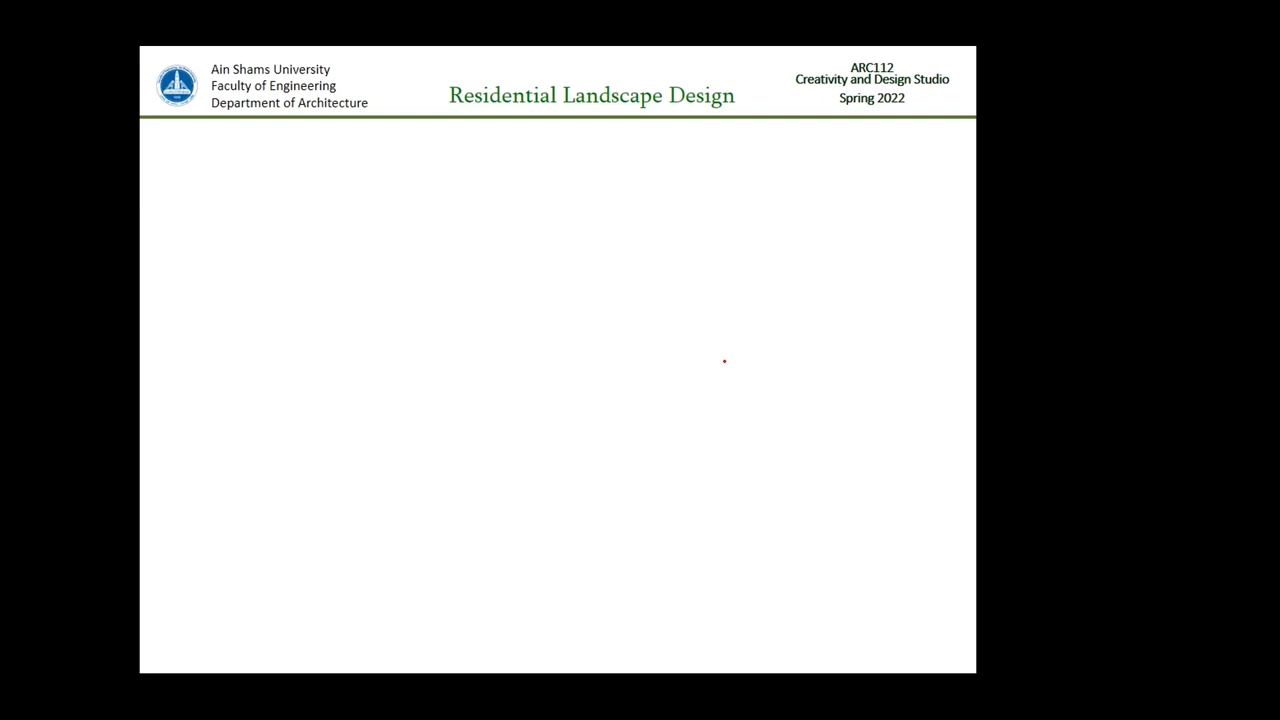 Ain Shams University
Faculty of Engineering
Department of Architecture
Residential Landscape Design
ARC112
Creativity and Design Studio
Spring 2022